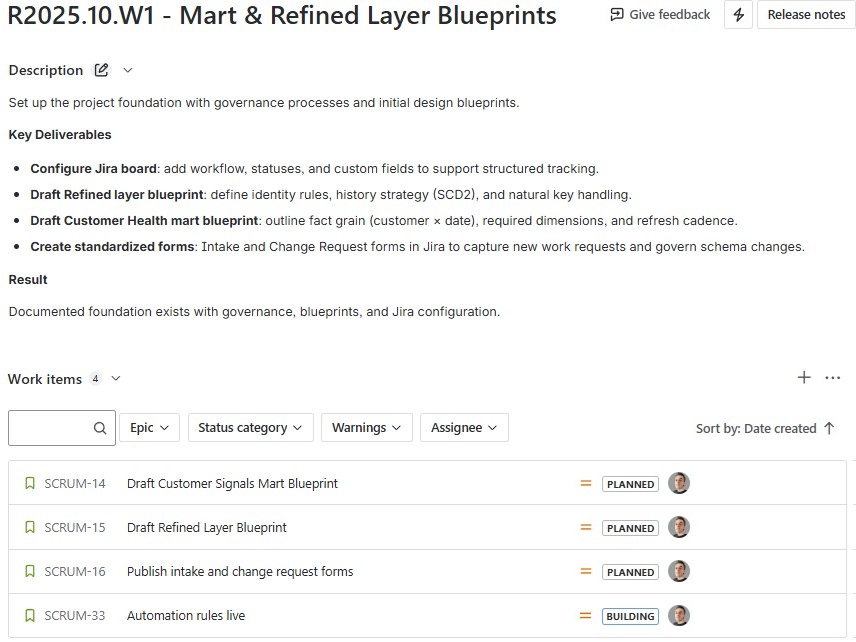 R2025.10.W1 - Mart & Refined Layer Blueprints
Give feedback
Release notes
Description
Set up the project foundation with governance processes and initial design blueprints.
Key Deliverables
• Configure Jira board: add workflow, statuses, and custom fields to support structured tracking.
• Draft Refined layer blueprint: define identity rules, history strategy (SCD2), and natural key handling.
• Draft Customer Health mart blueprint: outline fact grain (customer × date), required dimensions, and refresh cadence.
• Create standardized forms: Intake and Change Request forms in Jira to capture new work requests and govern schema changes.
Result
Documented foundation exists with governance, blueprints, and Jira configuration.
Work items 4
Epic Status category Warnings Assignee Sort by: Date created
SCRUM-14 Draft Customer Signals Mart Blueprint PLANNED
SCRUM-15 Draft Refined Layer Blueprint PLANNED
SCRUM-16 Publish intake and change request forms PLANNED
SCRUM-33 Automation rules live BUILDING